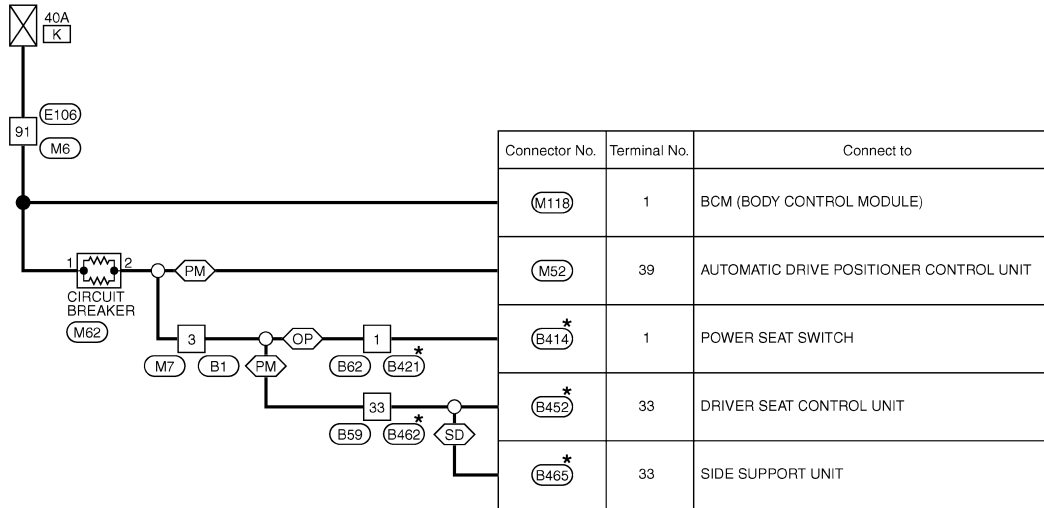 40A
K
E106
91
M6
Connector No. Terminal No. Connect to
M118 1 BCM (BODY CONTROL MODULE)
1 2 PM M52 39 AUTOMATIC DRIVE POSITIONER CONTROL UNIT
CIRCUIT
BREAKER
M62
3 OP 1 B414* 1 POWER SEAT SWITCH
M7 B1 PM B62 B421*
33 B452* 33 DRIVER SEAT CONTROL UNIT
B59 B462* SD
B465* 33 SIDE SUPPORT UNIT